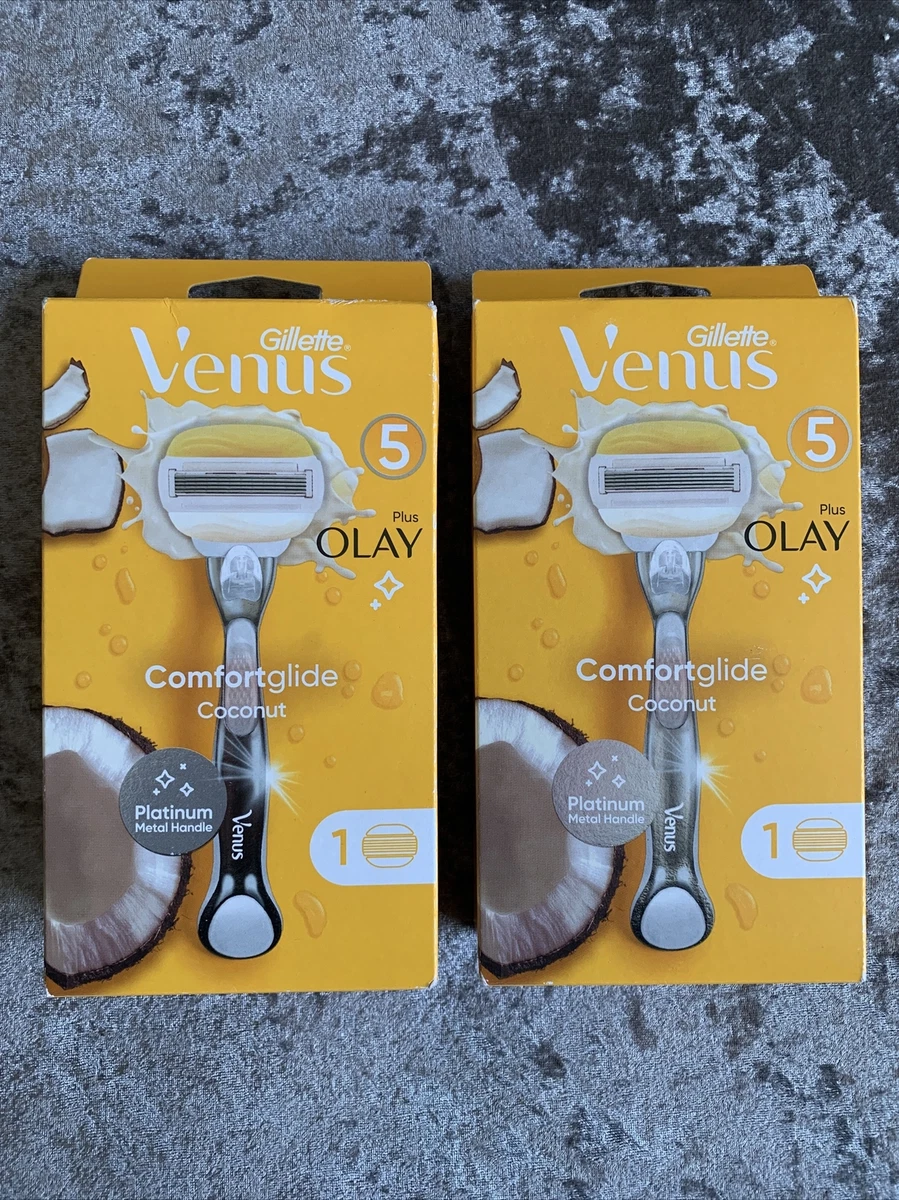 Gillette®
Venus
5
Plus
OLAY
Comfortglide
Coconut
Platinum
Metal Handle
Venus
1
Gillette®
Venus
5
Plus
OLAY
Comfortglide
Coconut
Platinum
Metal Handle
Venus
1